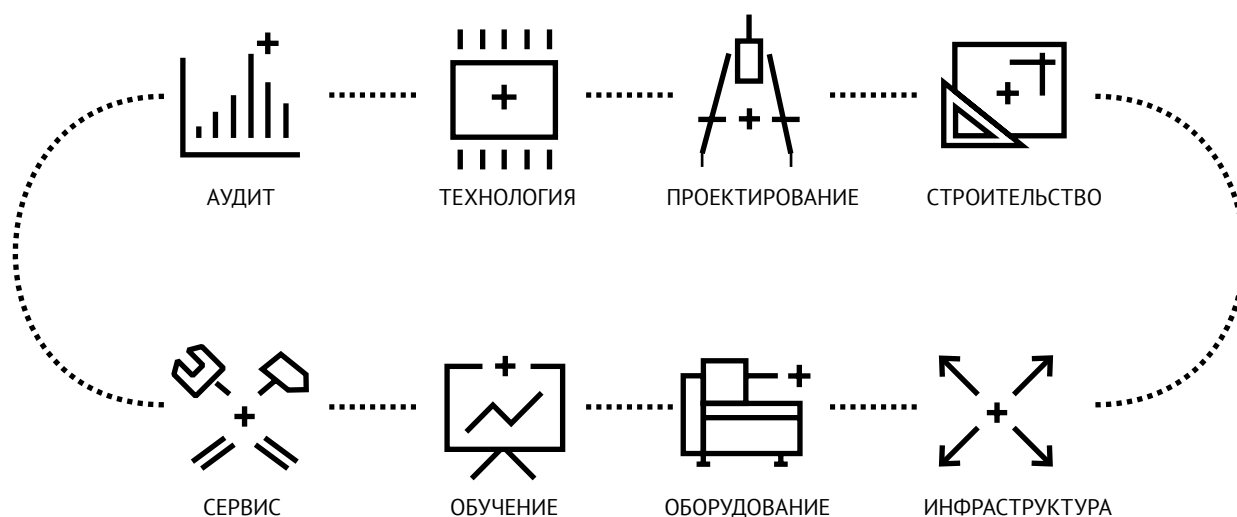 АУДИТ
ТЕХНОЛОГИЯ
ПРОЕКТИРОВАНИЕ
СТРОИТЕЛЬСТВО
СЕРВИС
ОБУЧЕНИЕ
ОБОРУДОВАНИЕ
ИНФРАСТРУКТУРА